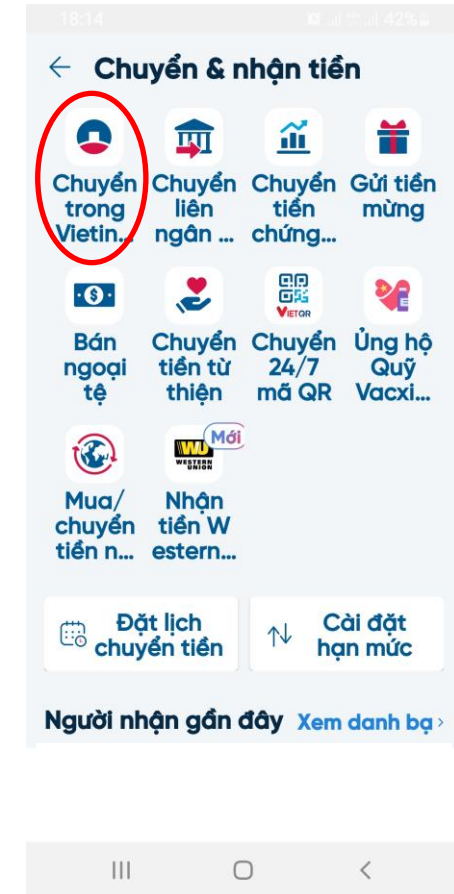 18:14 42%
Chuyển & nhận tiền
Chuyển trong Vietin...
Chuyển liên ngân ...
Chuyển tiền chứng...
Gửi tiền mừng
Bán ngoại tệ
Chuyển tiền từ thiện
VIETQR
Chuyển 24/7 mã QR
Ủng hộ Quỹ Vacxi...
Mua/ chuyển tiền n...
WU
WESTERN UNION
Mới
Nhận tiền W estern...
Đặt lịch chuyển tiền
Cài đặt hạn mức
Người nhận gần đây Xem danh bạ